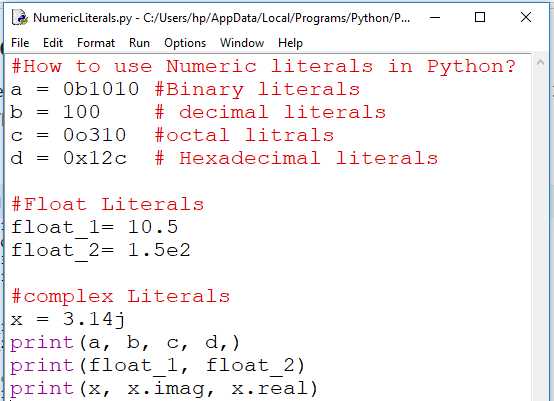 NumericLiterals.py - C:/Users/hp/AppData/Local/Programs/Python/P...
File Edit Format Run Options Window Help
#How to use Numeric literals in Python?
a = 0b1010 #Binary literals
b = 100    # decimal literals
c = 0o310  #octal litrals
d = 0x12c  # Hexadecimal literals
#Float Literals
float_1= 10.5
float_2= 1.5e2
#complex Literals
x = 3.14j
print(a, b, c, d,)
print(float_1, float_2)
print(x, x.imag, x.real)